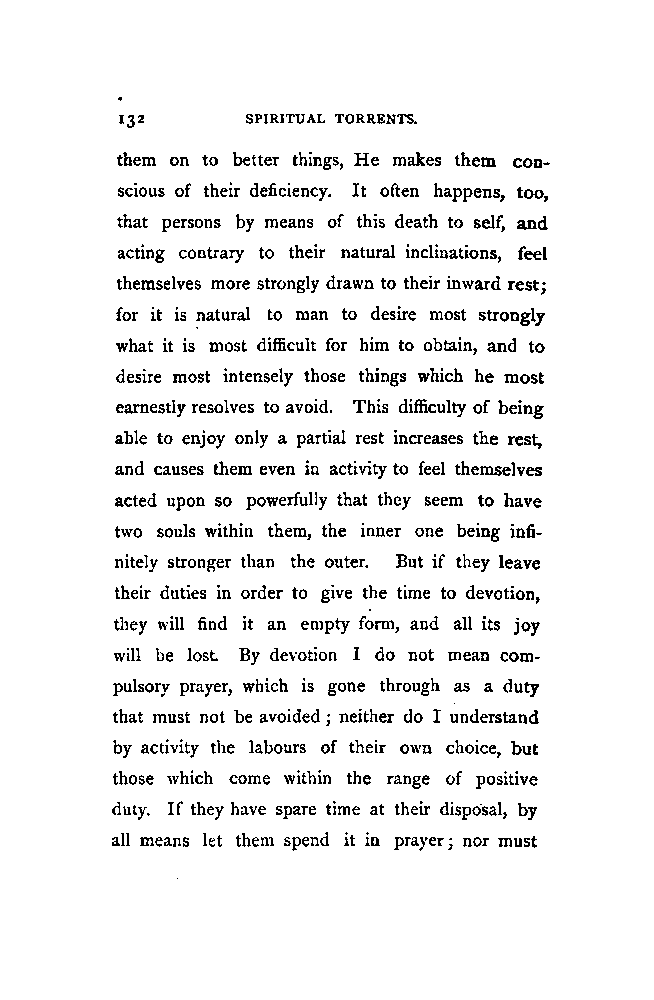 132 SPIRITUAL TORRENTS.
them on to better things, He makes them con-
scious of their deficiency. It often happens, too,
that persons by means of this death to self, and
acting contrary to their natural inclinations, feel
themselves more strongly drawn to their inward rest;
for it is natural to man to desire most strongly
what it is most difficult for him to obtain, and to
desire most intensely those things which he most
earnestly resolves to avoid. This difficulty of being
able to enjoy only a partial rest increases the rest,
and causes them even in activity to feel themselves
acted upon so powerfully that they seem to have
two souls within them, the inner one being infi-
nitely stronger than the outer. But if they leave
their duties in order to give the time to devotion,
they will find it an empty form, and all its joy
will be lost. By devotion I do not mean com-
pulsory prayer, which is gone through as a duty
that must not be avoided ; neither do I understand
by activity the labours of their own choice, but
those which come within the range of positive
duty. If they have spare time at their disposal, by
all means let them spend it in prayer ; nor must